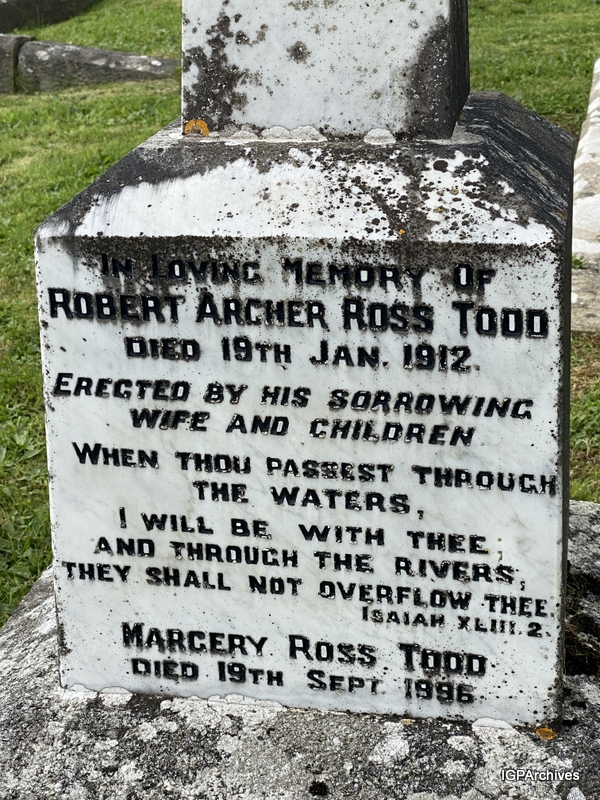 In Loving Memory of
Robert Archer Ross Todd
Died 19th Jan. 1912.
Erected by his sorrowing
wife and children
When thou passest through
the waters,
I will be with thee;
and through the rivers,
they shall not overflow thee.
Isaiah XLIII. 2.
Margery Ross Todd
Died 19th Sept. 1996
IGPArchives